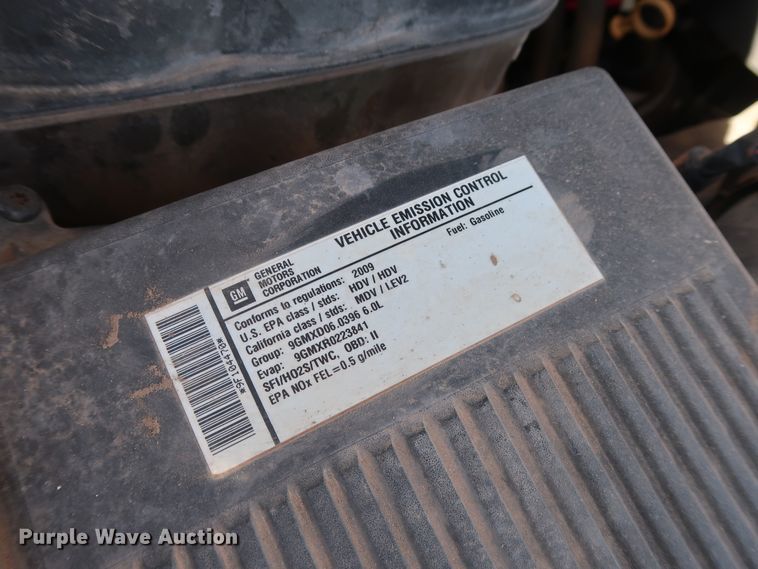 GM
GENERAL
MOTORS
CORPORATION
VEHICLE EMISSION CONTROL
INFORMATION
Conforms to regulations: 2009
Fuel: Gasoline
U.S. EPA class / stds: HDV / HDV
California class / stds: MDV / LEV2
Group: 9GMXD06.0396 6.0L
Evap: 9GMXR0223841
SFI/HO2S/TWC, OBD: II
EPA NOx FEL=0.5 g/mile
*9F104470*
Purple Wave Auction